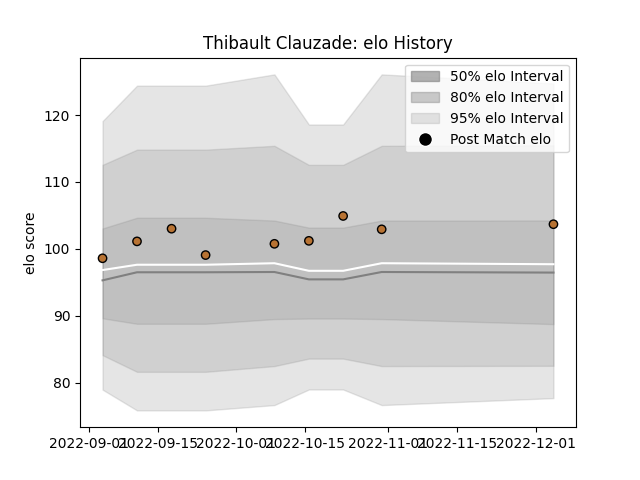 Thibault Clauzade: elo History
50% elo Interval
80% elo Interval
95% elo Interval
Post Match elo
elo score
120
110
100
90
80
2022-09-01 2022-09-15 2022-10-01 2022-10-15 2022-11-01 2022-11-15 2022-12-01